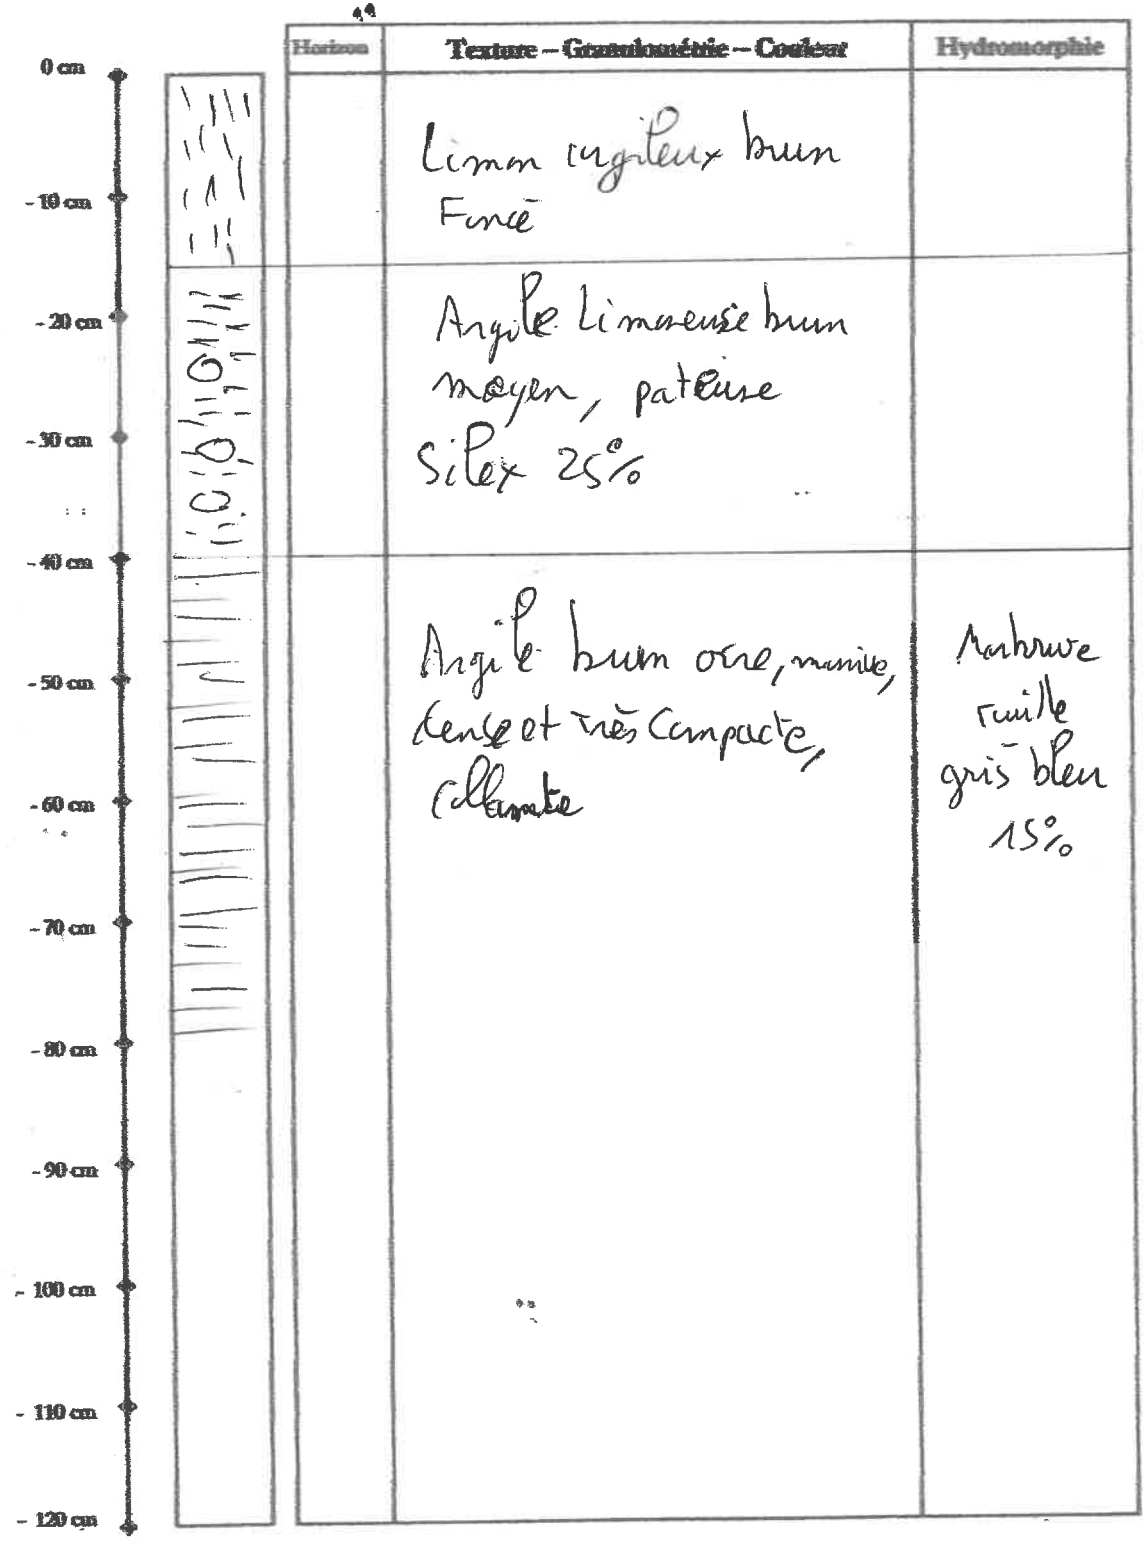 Horizon
Texture – Granulométrie – Couleur
Hydromorphie
0 cm
- 10 cm
- 20 cm
- 30 cm
- 40 cm
- 50 cm
- 60 cm
- 70 cm
- 80 cm
- 90 cm
- 100 cm
- 110 cm
- 120 cm
Limon argileux brun
Foncé
Argile Limoneuse brun
moyen, pateuse
Silex 25%
Argile brun ocre, massive,
dense et très Compacte,
collante
Marbrure
rouille
gris bleu
15%